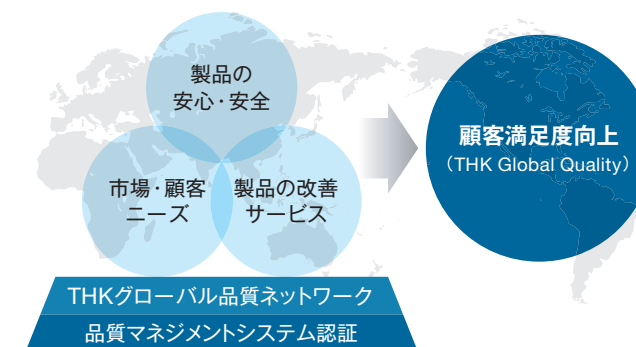 製品の
安心・安全
市場・顧客
ニーズ
製品の改善
サービス
顧客満足度向上
（THK Global Quality）
THKグローバル品質ネットワーク
品質マネジメントシステム認証